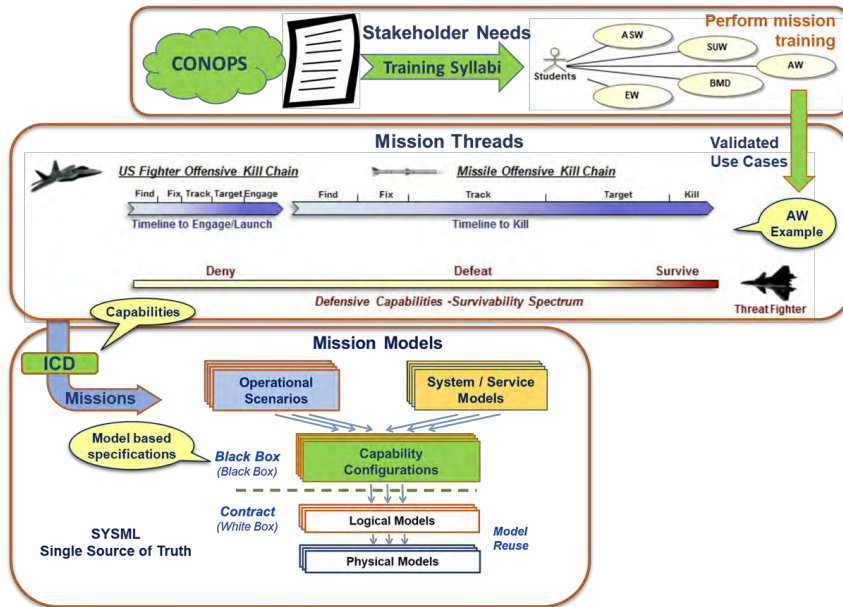 CONOPS
Stakeholder Needs
Training Syllabi
Perform mission
training
Students
ASW
SUW
AW
BMD
EW
Mission Threads
Validated
Use Cases
US Fighter Offensive Kill Chain
Find Fix Track Target Engage
Timeline to Engage/Launch
Missile Offensive Kill Chain
Find Fix Track Target Kill
Timeline to Kill
AW
Example
Deny Defeat Survive
Defensive Capabilities -Survivability Spectrum
Threat Fighter
Capabilities
ICD
Missions
Mission Models
Operational
Scenarios
System / Service
Models
Model based
specifications
Black Box
(Black Box)
Capability
Configurations
Contract
(White Box)
Logical Models
Model
Reuse
Physical Models
SYSML
Single Source of Truth